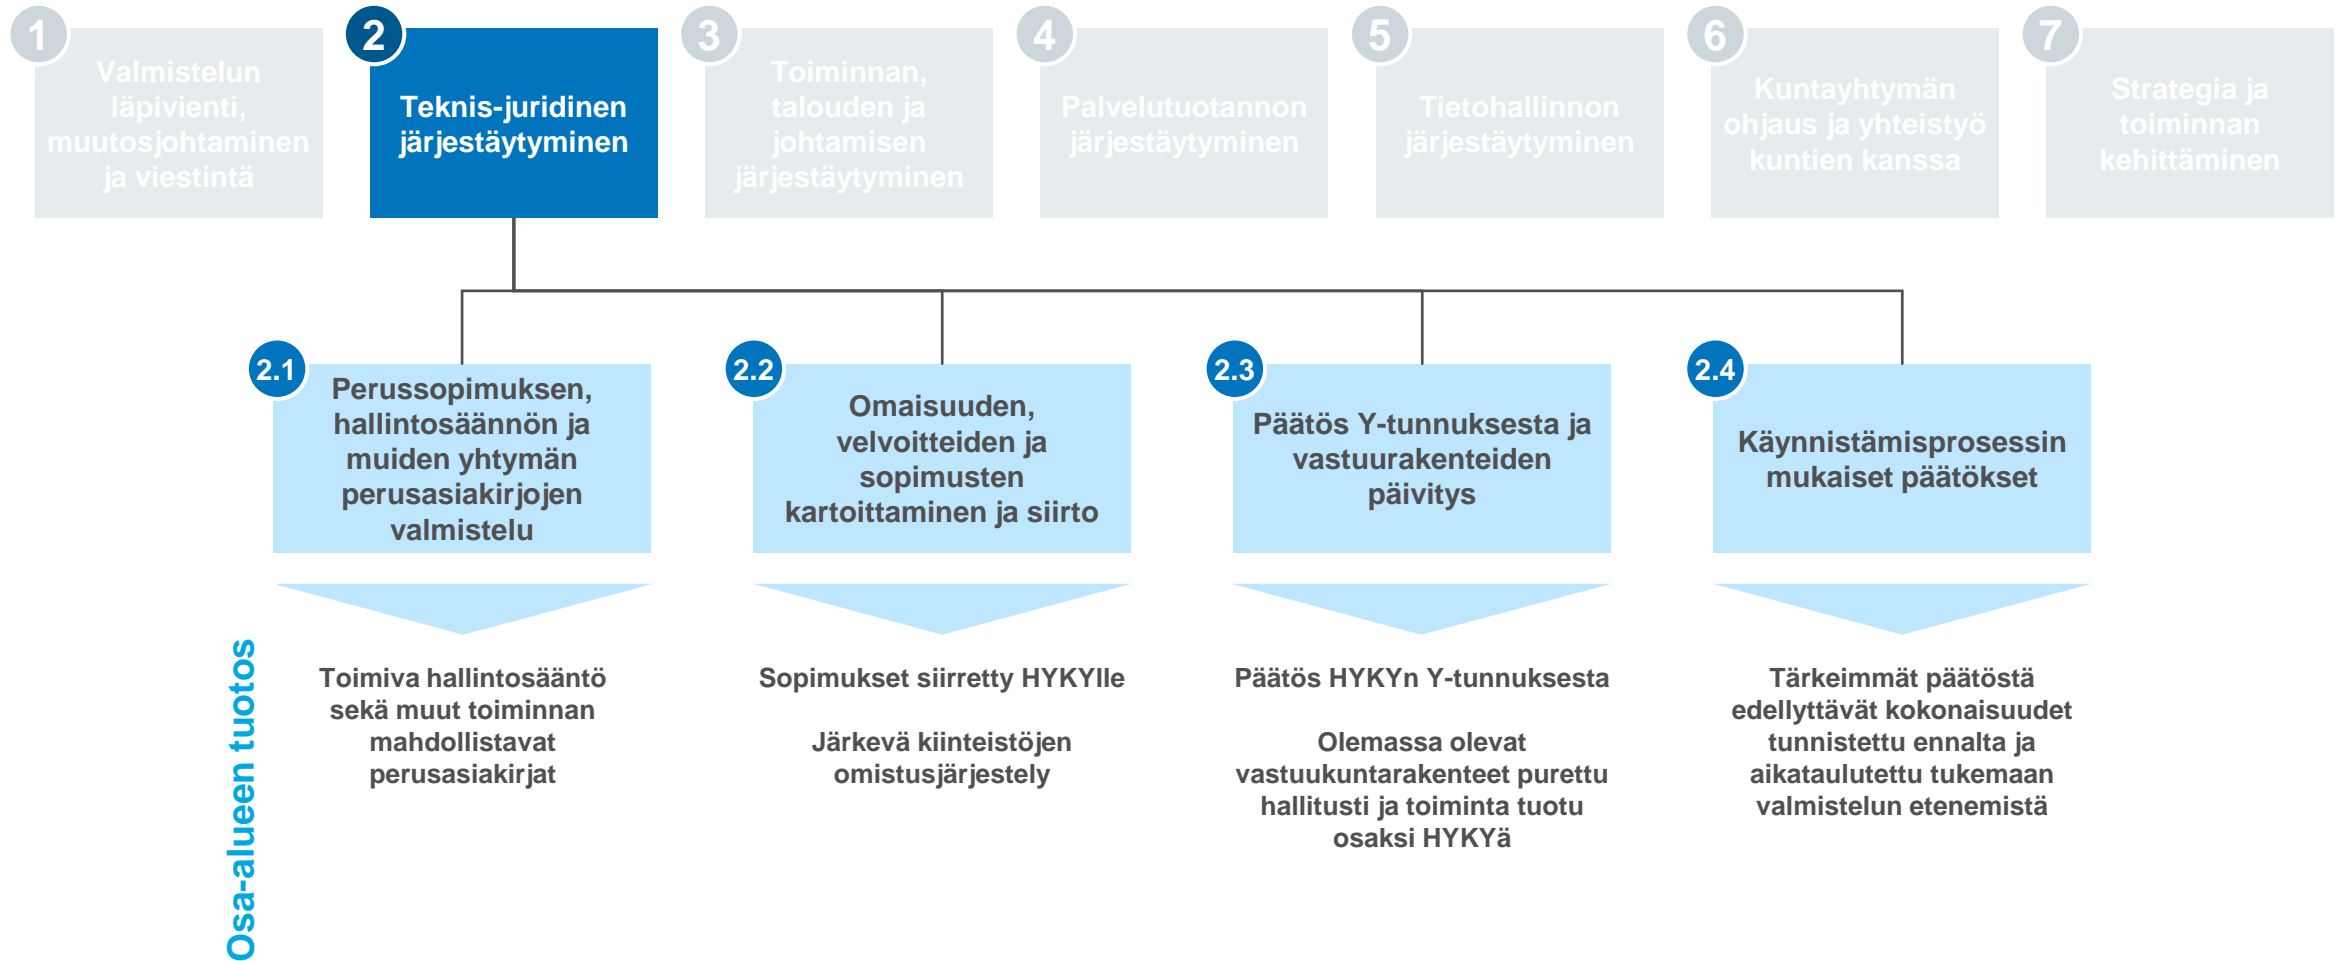 1
Valmistelun
läpivienti,
muutosjohtaminen
ja viestintä
2
Teknis-juridinen
järjestäytyminen
3
Toiminnan,
talouden ja
johtamisen
järjestäytyminen
4
Palvelutuotannon
järjestäytyminen
5
Tietohallinnon
järjestäytyminen
6
Kuntayhtymän
ohjaus ja yhteistyö
kuntien kanssa
7
Strategia ja
toiminnan
kehittäminen
2.1
Perussopimuksen,
hallintosäännön ja
muiden yhtymän
perusasiakirjojen
valmistelu
2.2
Omaisuuden,
velvoitteiden ja
sopimusten
kartoittaminen ja siirto
2.3
Päätös Y-tunnuksesta ja
vastuurakenteiden
päivitys
2.4
Käynnistämisprosessin
mukaiset päätökset
Osa-alueen tuotos
Toimiva hallintosääntö
sekä muut toiminnan
mahdollistavat
perusasiakirjat
Sopimukset siirretty HYKYlle
Järkevä kiinteistöjen
omistusjärjestely
Päätös HYKYn Y-tunnuksesta
Olemassa olevat
vastuukuntarakenteet purettu
hallitusti ja toiminta tuotu
osaksi HYKYä
Tärkeimmät päätöstä
edellyttävät kokonaisuudet
tunnistettu ennalta ja
aikataulutettu tukemaan
valmistelun etenemistä